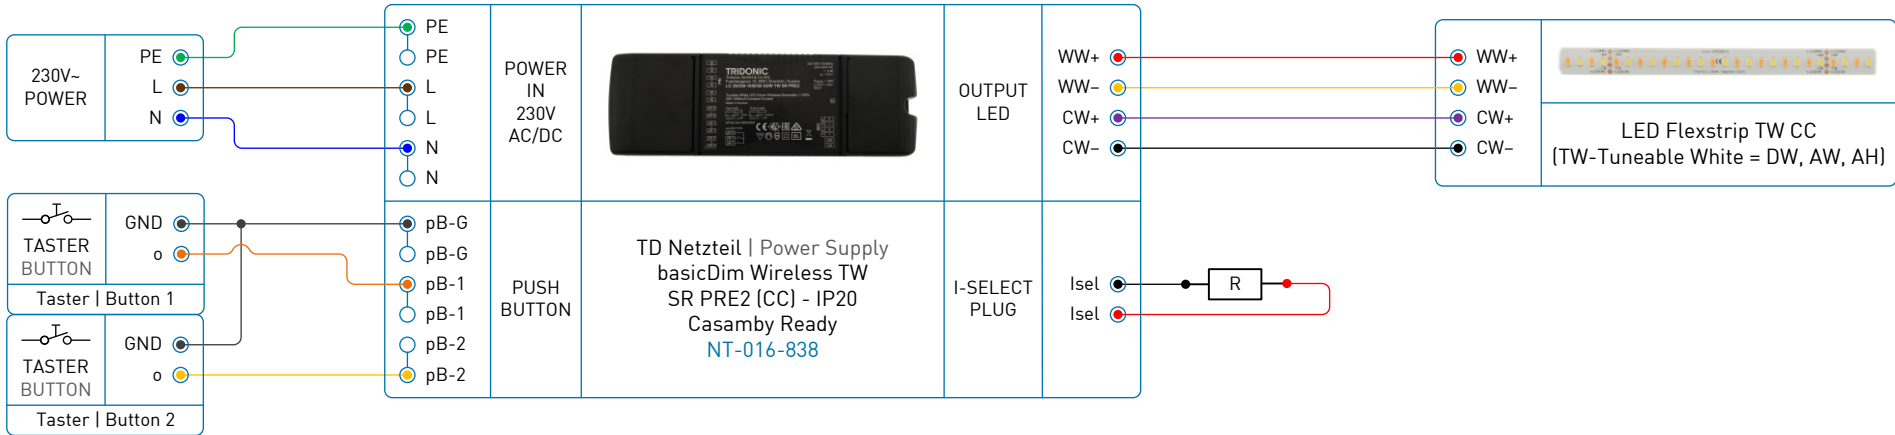 230V~
POWER
PE
L
N
PE
PE
L
L
N
N
POWER
IN
230V
AC/DC
TRIDONIC
OUTPUT
LED
WW+
WW–
CW+
CW–
WW+
WW–
CW+
CW–
LED Flexstrip TW CC
(TW-Tuneable White = DW, AW, AH)
TASTER
BUTTON
GND
o
Taster | Button 1
TASTER
BUTTON
GND
o
Taster | Button 2
pB-G
pB-G
pB-1
pB-1
pB-2
pB-2
PUSH
BUTTON
TD Netzteil | Power Supply
basicDim Wireless TW
SR PRE2 (CC) - IP20
Casamby Ready
NT-016-838
I-SELECT
PLUG
Isel
Isel
R